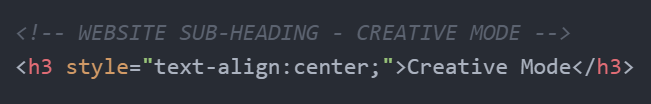 <!-- WEBSITE SUB-HEADING - CREATIVE MODE -->
<h3 style="text-align:center;">Creative Mode</h3>